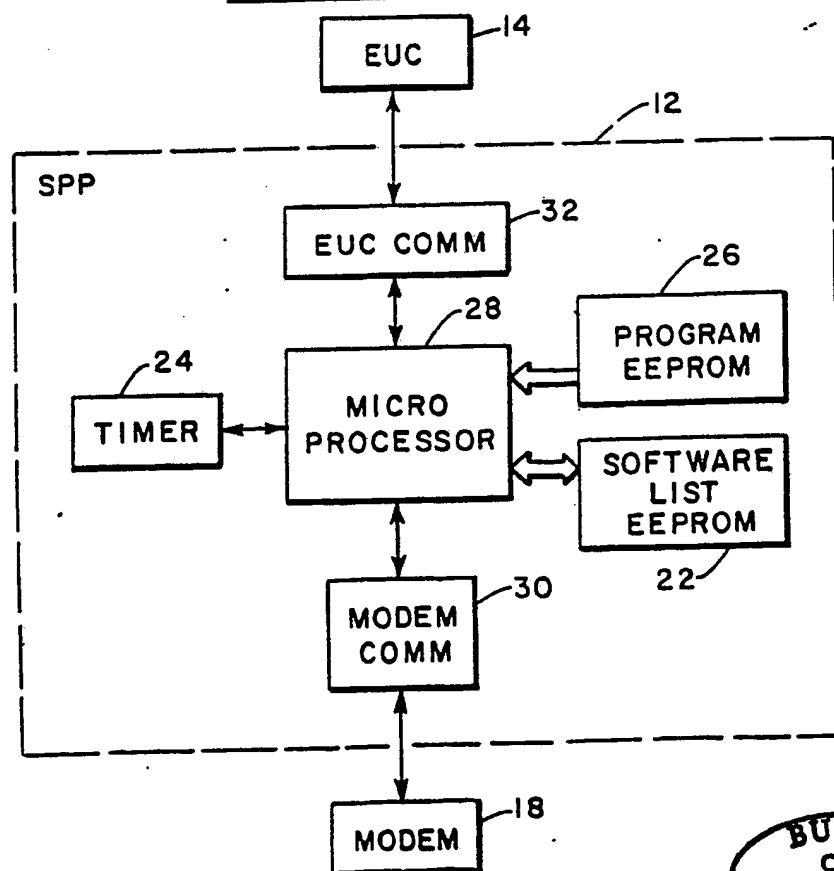 14
EUC
12
SPP
32
EUC COMM
26
28
PROGRAM
EEPROM
24
TIMER
MICRO
PROCESSOR
SOFTWARE
LIST
EEPROM
22
30
MODEM
COMM
18
MODEM